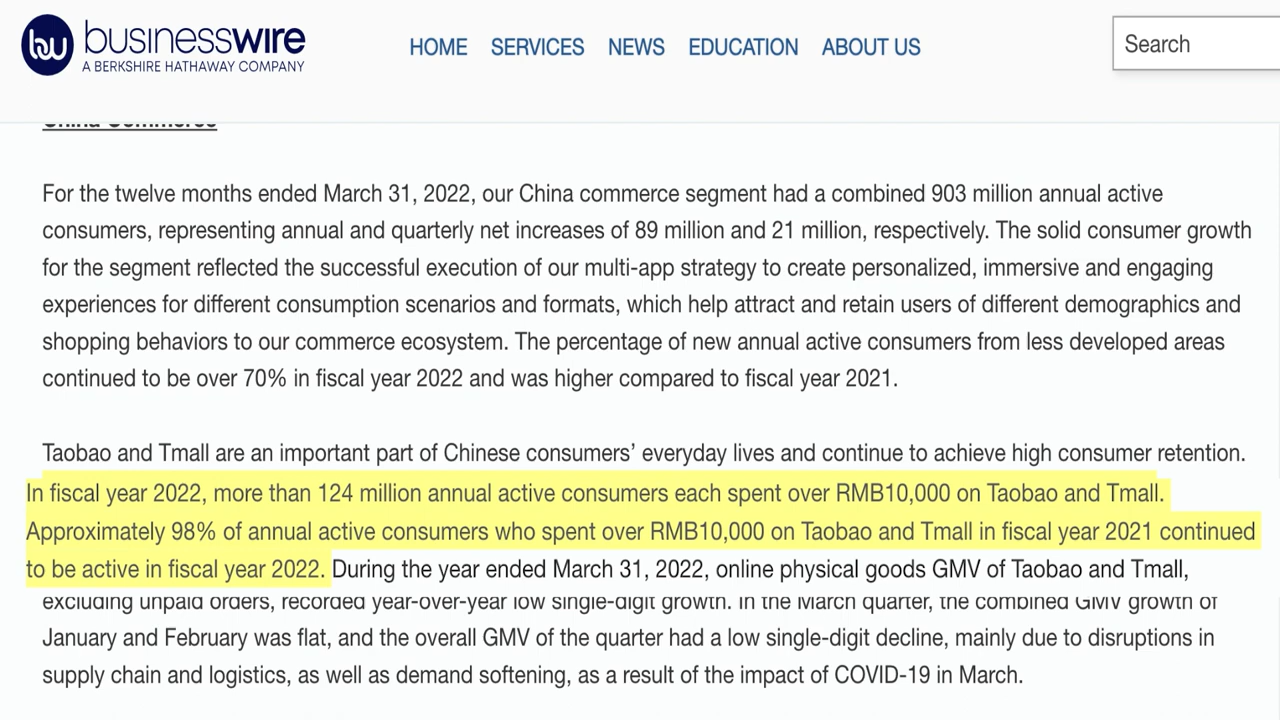 bw businesswire
A BERKSHIRE HATHAWAY COMPANY
HOME SERVICES NEWS EDUCATION ABOUT US
Search
China Commerce
For the twelve months ended March 31, 2022, our China commerce segment had a combined 903 million annual active
consumers, representing annual and quarterly net increases of 89 million and 21 million, respectively. The solid consumer growth
for the segment reflected the successful execution of our multi-app strategy to create personalized, immersive and engaging
experiences for different consumption scenarios and formats, which help attract and retain users of different demographics and
shopping behaviors to our commerce ecosystem. The percentage of new annual active consumers from less developed areas
continued to be over 70% in fiscal year 2022 and was higher compared to fiscal year 2021.
Taobao and Tmall are an important part of Chinese consumers’ everyday lives and continue to achieve high consumer retention.
In fiscal year 2022, more than 124 million annual active consumers each spent over RMB10,000 on Taobao and Tmall.
Approximately 98% of annual active consumers who spent over RMB10,000 on Taobao and Tmall in fiscal year 2021 continued
to be active in fiscal year 2022. During the year ended March 31, 2022, online physical goods GMV of Taobao and Tmall,
excluding unpaid orders, recorded year-over-year low single-digit growth. In the March quarter, the combined GMV growth of
January and February was flat, and the overall GMV of the quarter had a low single-digit decline, mainly due to disruptions in
supply chain and logistics, as well as demand softening, as a result of the impact of COVID-19 in March.